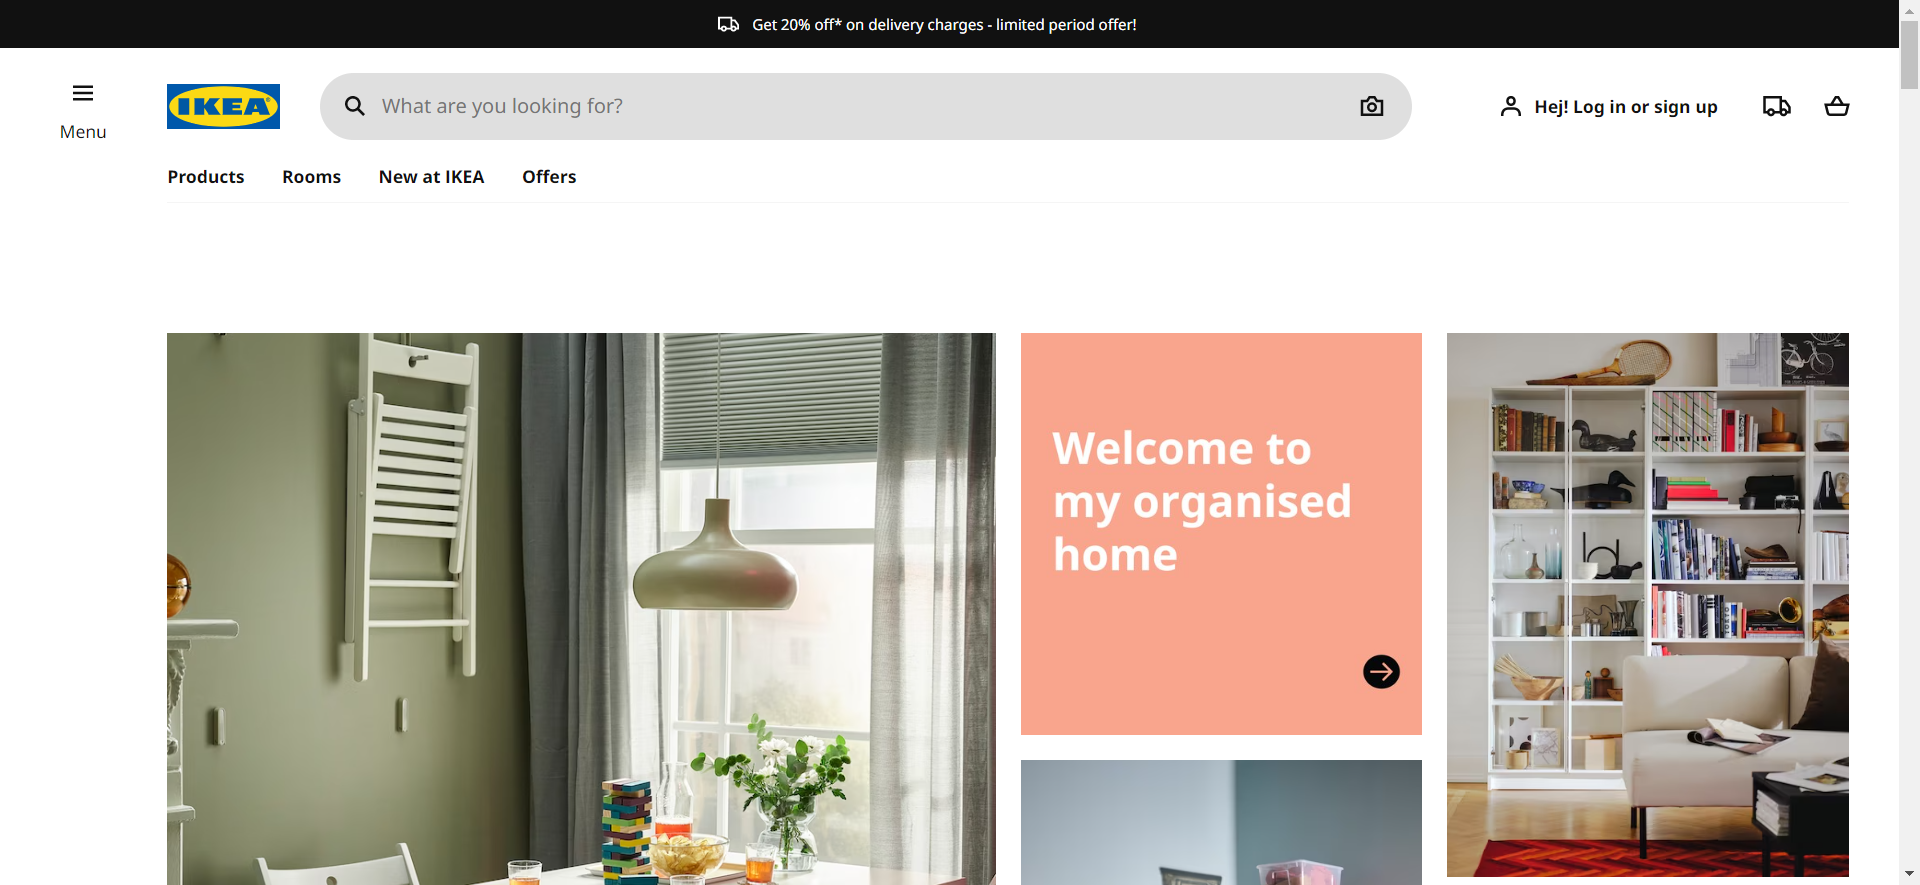 Get 20% off* on delivery charges - limited period offer!
Menu
IKEA
What are you looking for?
Hej! Log in or sign up
Products
Rooms
New at IKEA
Offers
Welcome to
my organised
home